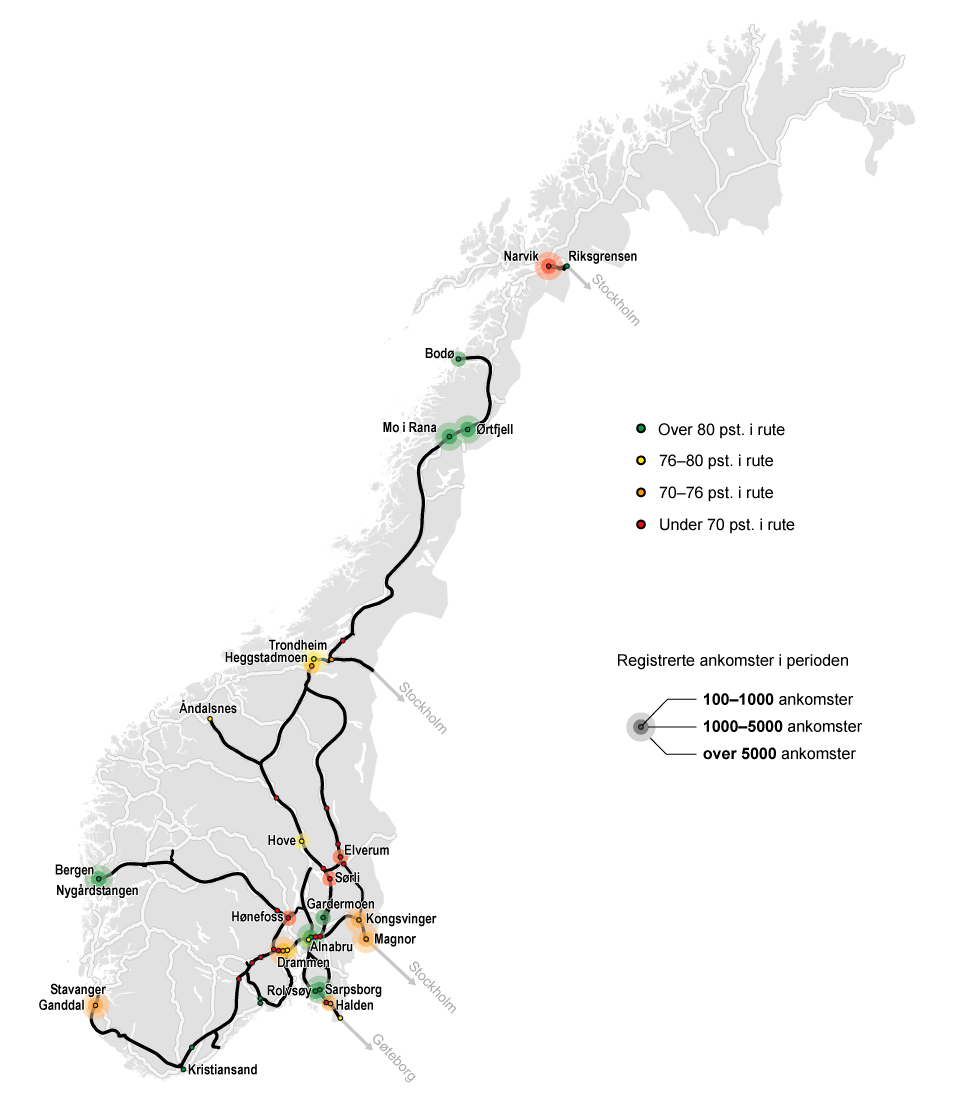 Narvik
Riksgrensen
Stockholm
Bodø
Mo i Rana
Ørtfjell
Over 80 pst. i rute
76–80 pst. i rute
70–76 pst. i rute
Under 70 pst. i rute
Trondheim
Heggstadmoen
Stockholm
Registrerte ankomster i perioden
100–1000 ankomster
1000–5000 ankomster
over 5000 ankomster
Åndalsnes
Hove
Elverum
Bergen
Nygårdstangen
Sørli
Gardermoen
Hønefoss
Kongsvinger
Alnabru
Magnor
Drammen
Stockholm
Stavanger
Ganddal
Rolvsøy
Sarpsborg
Halden
Gøteborg
Kristiansand